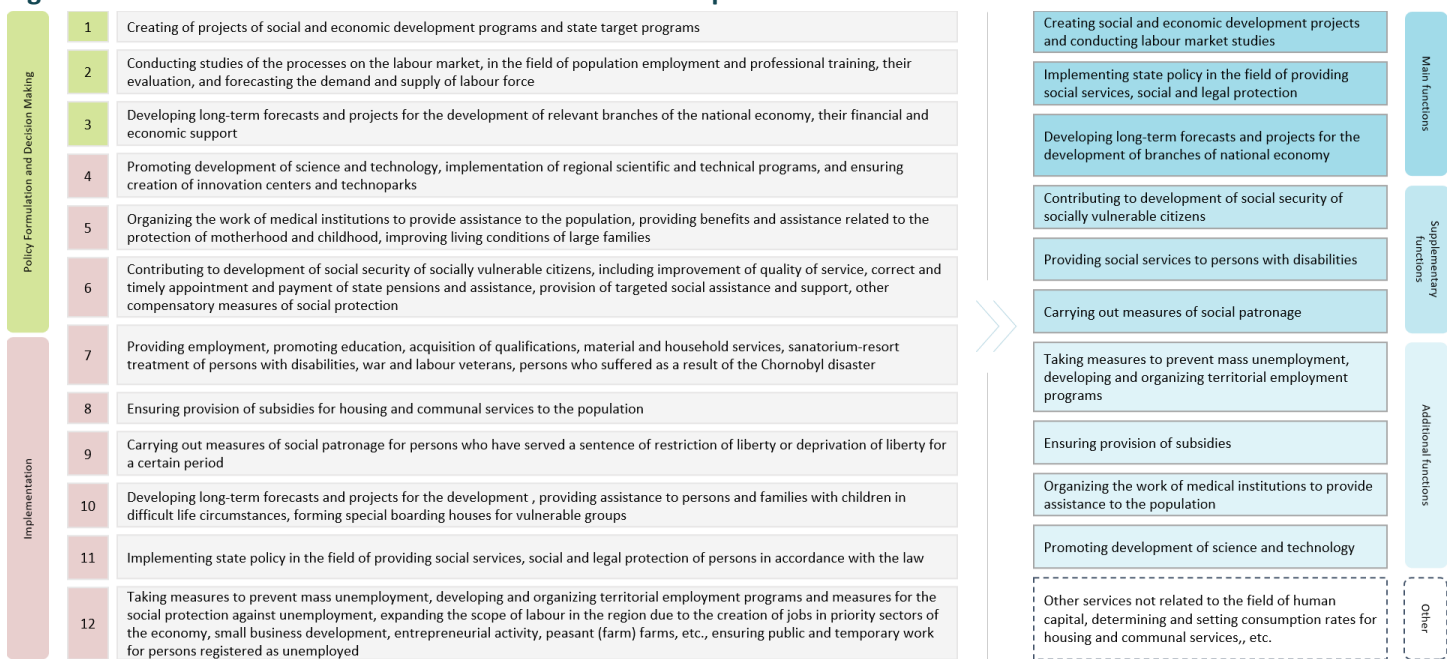 Policy Formulation and Decision Making
Implementation
1
Creating of projects of social and economic development programs and state target programs
2
Conducting studies of the processes on the labour market, in the field of population employment and professional training, their
evaluation, and forecasting the demand and supply of labour force
3
Developing long-term forecasts and projects for the development of relevant branches of the national economy, their financial and
economic support
4
Promoting development of science and technology, implementation of regional scientific and technical programs, and ensuring
creation of innovation centers and technoparks
5
Organizing the work of medical institutions to provide assistance to the population, providing benefits and assistance related to the
protection of motherhood and childhood, improving living conditions of large families
6
Contributing to development of social security of socially vulnerable citizens, including improvement of quality of service, correct and
timely appointment and payment of state pensions and assistance, provision of targeted social assistance and support, other
compensatory measures of social protection
7
Providing employment, promoting education, acquisition of qualifications, material and household services, sanatorium-resort
treatment of persons with disabilities, war and labour veterans, persons who suffered as a result of the Chornobyl disaster
8
Ensuring provision of subsidies for housing and communal services to the population
9
Carrying out measures of social patronage for persons who have served a sentence of restriction of liberty or deprivation of liberty for
a certain period
10
Developing long-term forecasts and projects for the development , providing assistance to persons and families with children in
difficult life circumstances, forming special boarding houses for vulnerable groups
11
Implementing state policy in the field of providing social services, social and legal protection of persons in accordance with the law
12
Taking measures to prevent mass unemployment, developing and organizing territorial employment programs and measures for the
social protection against unemployment, expanding the scope of labour in the region due to the creation of jobs in priority sectors of
the economy, small business development, entrepreneurial activity, peasant (farm) farms, etc., ensuring public and temporary work
for persons registered as unemployed
Creating social and economic development projects
and conducting labour market studies
Implementing state policy in the field of providing
social services, social and legal protection
Developing long-term forecasts and projects for the
development of branches of national economy
Main functions
Contributing to development of social security of
socially vulnerable citizens
Providing social services to persons with disabilities
Carrying out measures of social patronage
Supplementary
functions
Taking measures to prevent mass unemployment,
developing and organizing territorial employment
programs
Ensuring provision of subsidies
Organizing the work of medical institutions to provide
assistance to the population
Promoting development of science and technology
Additional functions
Other services not related to the field of human
capital, determining and setting consumption rates for
housing and communal services,, etc.
Other